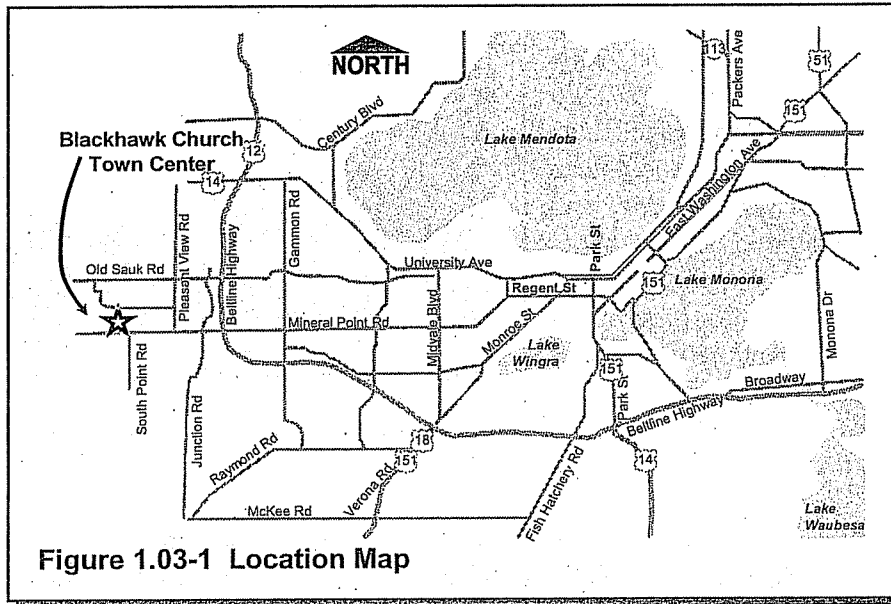 NORTH
113
Packers Ave
51
151
Century Blvd
Lake Mendota
12
Blackhawk Church
Town Center
14
East Washington Ave
Pleasant View Rd
Beltline Highway
Gammon Rd
University Ave
Park St
Old Sauk Rd
Regent St
151
Lake Monona
Mineral Point Rd
Midvale Blvd
Monroe St
Lake
Wingra
Monona Dr
South Point Rd
Junction Rd
151
Park St
Broadway
Beltline Highway
Raymond Rd
18
151
Verona Rd
14
McKee Rd
Fish Hatchery Rd
Lake
Waubesa
Figure 1.03-1 Location Map